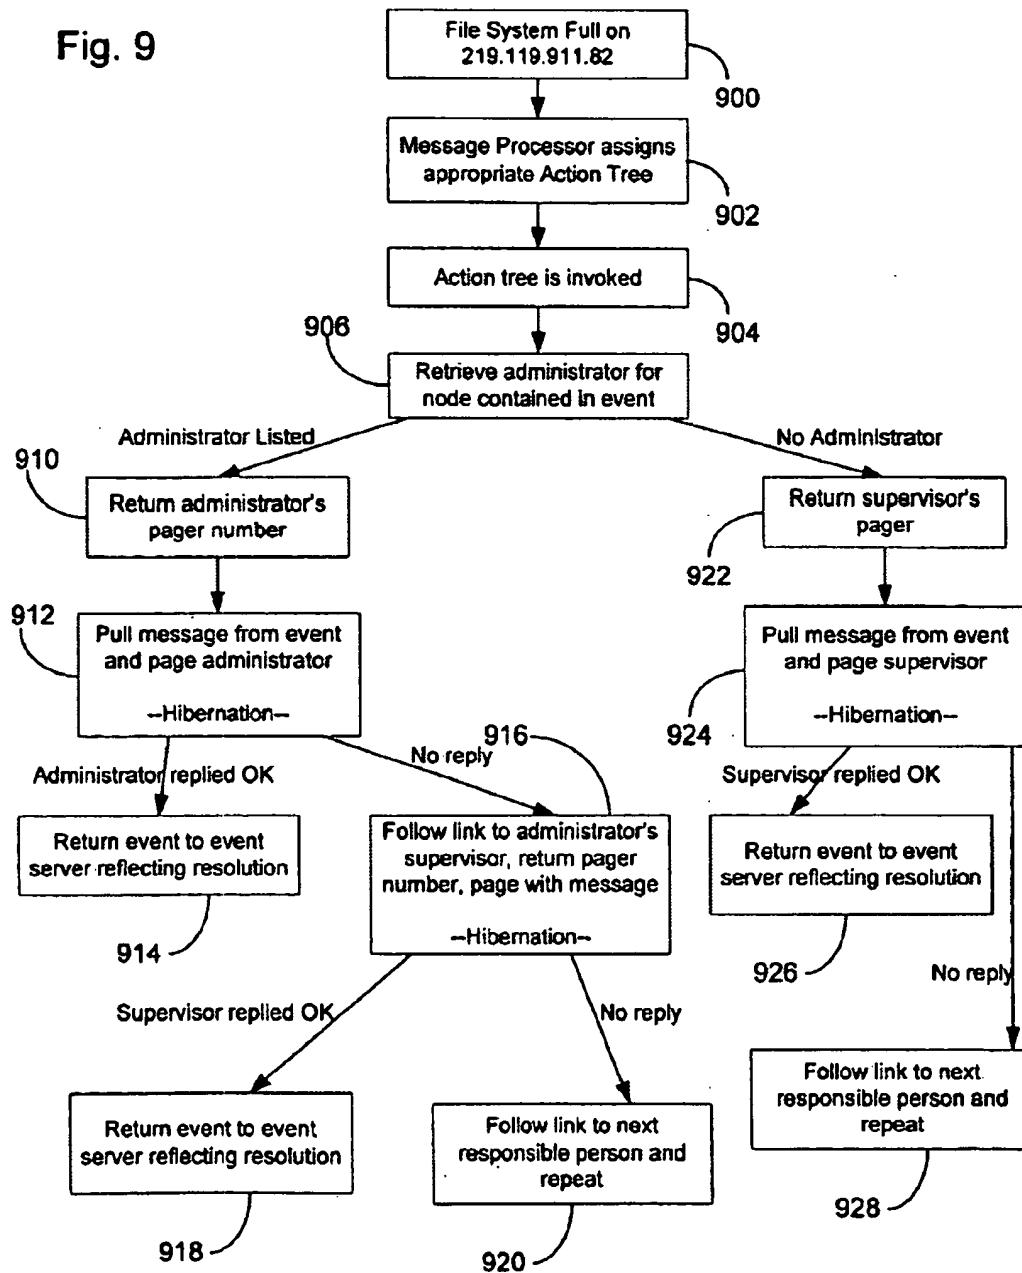 Fig. 9
File System Full on
219.119.911.82
900
Message Processor assigns
appropriate Action Tree
902
Action tree is invoked
904
906
Retrieve administrator for
node contained in event
Administrator Listed
No Administrator
910
Return administrator's
pager number
Return supervisor's
pager
922
912
Pull message from event
and page administrator
--Hibernation--
Pull message from event
and page supervisor
--Hibernation--
924
916
Administrator replied OK
No reply
Supervisor replied OK
Return event to event
server reflecting resolution
914
Follow link to administrator's
supervisor, return pager
number, page with message
--Hibernation--
Return event to event
server reflecting resolution
926
No reply
Supervisor replied OK
No reply
Return event to event
server reflecting resolution
918
Follow link to next
responsible person and
repeat
920
Follow link to next
responsible person and
repeat
928